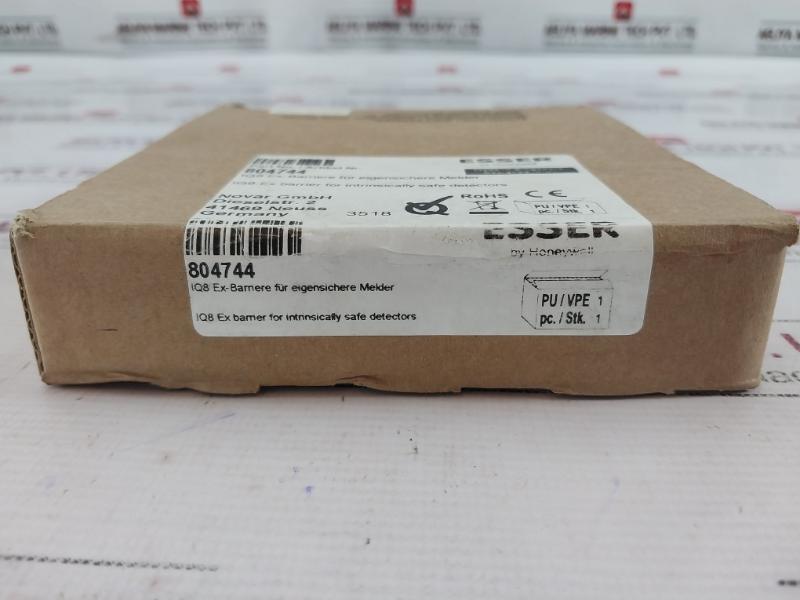 804744
ESSER
IQ8 Ex-Barriere für eigensichere Melder
IQ8 Ex barrier for intrinsically safe detectors
Novar GmbH
Dieselstr. 2
41469 Neuss
Germany
3518
RoHS
CE
PU / VPE 1
pc. / Stk. 1
ESSER
by Honeywell
804744
IQ8 Ex-Barriere für eigensichere Melder
IQ8 Ex barrier for intrinsically safe detectors
PU / VPE 1
pc. / Stk. 1